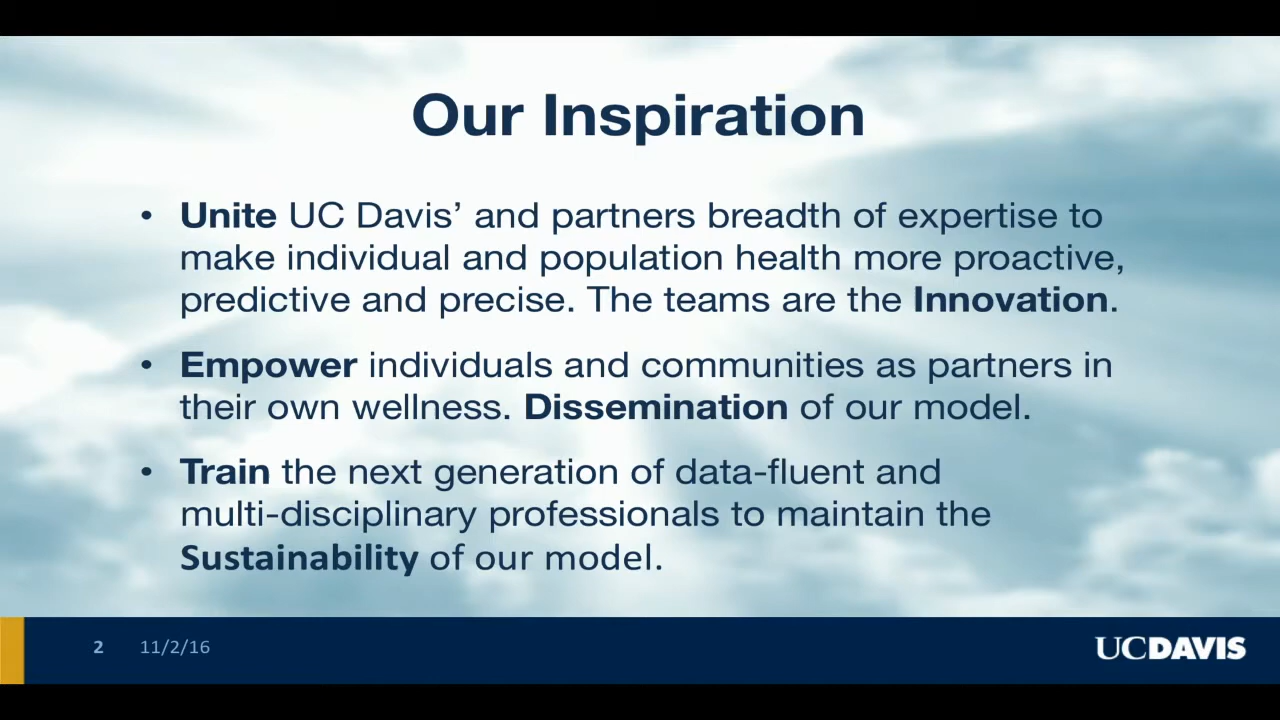 Our Inspiration
• Unite UC Davis’ and partners breadth of expertise to
make individual and population health more proactive,
predictive and precise. The teams are the Innovation.
• Empower individuals and communities as partners in
their own wellness. Dissemination of our model.
• Train the next generation of data-fluent and
multi-disciplinary professionals to maintain the
Sustainability of our model.
2 11/2/16 UCDAVIS